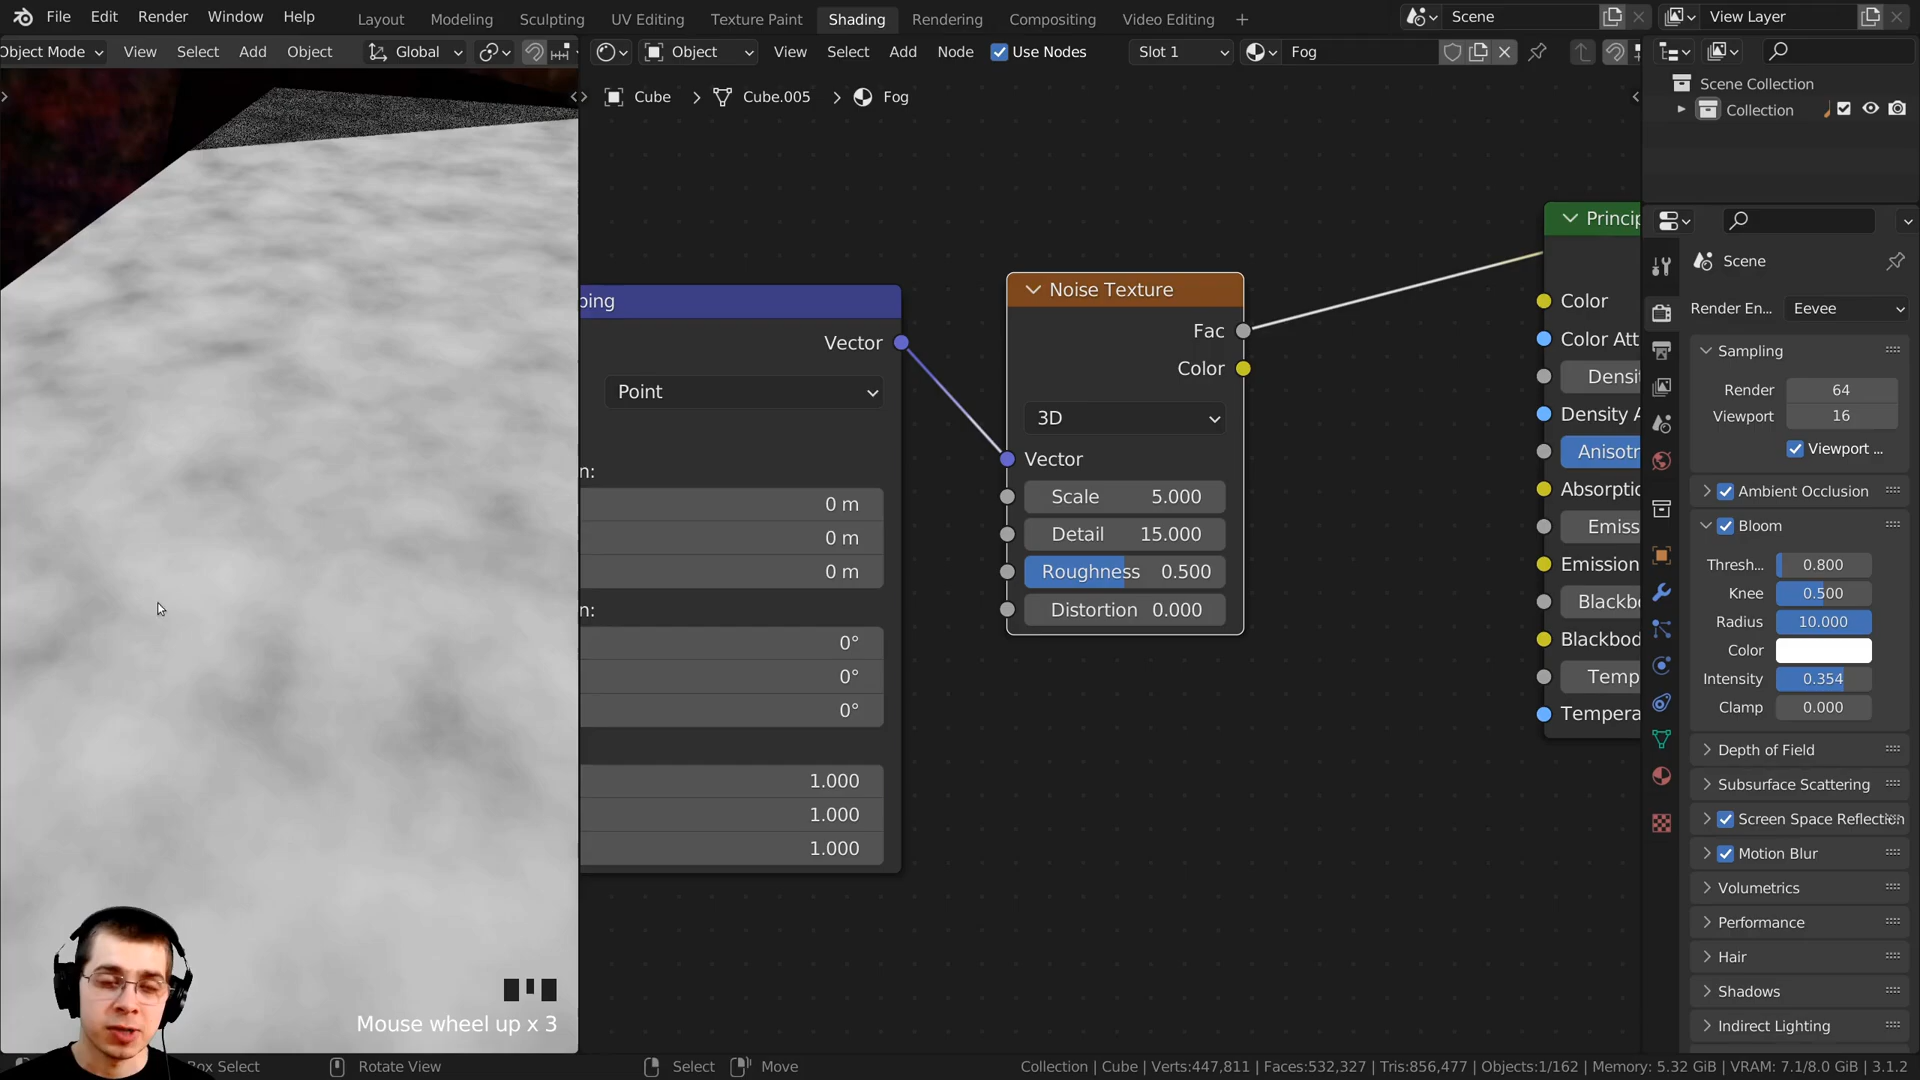 File Edit Render Window Help Layout Modeling Sculpting UV Editing Texture Paint Shading Rendering Compositing Video Editing + Scene View Layer
Object Mode View Select Add Object Global Object View Select Add Node Use Nodes Slot 1 Fog
Cube > Cube.005 > Fog
Scene Collection
Collection
ping
Vector
Point
n:
0 m
0 m
0 m
n:
0°
0°
0°
1.000
1.000
1.000
Noise Texture
Fac
Color
3D
Vector
Scale 5.000
Detail 15.000
Roughness 0.500
Distortion 0.000
Princip
Color
Color Att
Densit
Density A
Anisotr
Absorptio
Emiss
Emission
Blackbo
Blackbod
Temp
Tempera
Scene
Render En... Eevee
Sampling
Render 64
Viewport 16
Viewport ...
Ambient Occlusion
Bloom
Thresh... 0.800
Knee 0.500
Radius 10.000
Color
Intensity 0.354
Clamp 0.000
Depth of Field
Subsurface Scattering
Screen Space Reflection
Motion Blur
Volumetrics
Performance
Hair
Shadows
Indirect Lighting
Mouse wheel up x 3
Box Select Rotate View Select Move Collection | Cube | Verts:447,811 | Faces:532,327 | Tris:856,477 | Objects:1/162 | Memory: 5.32 GiB | VRAM: 7.1/8.0 GiB | 3.1.2